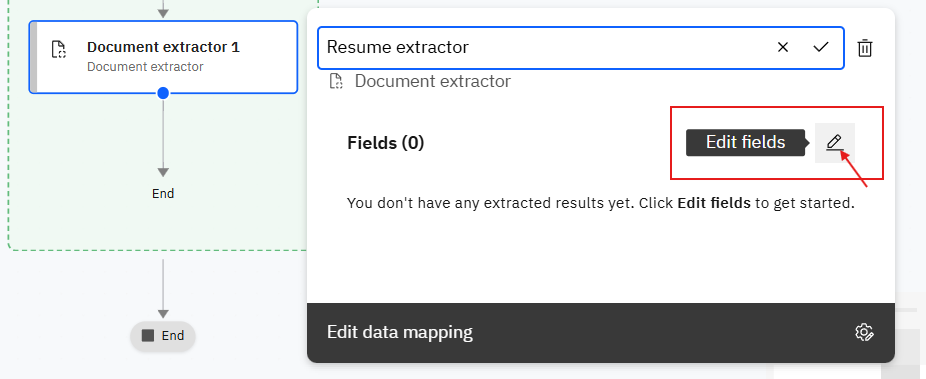 Document extractor 1
Document extractor
End
End
Resume extractor
Document extractor
Fields (0)
Edit fields
You don't have any extracted results yet. Click Edit fields to get started.
Edit data mapping